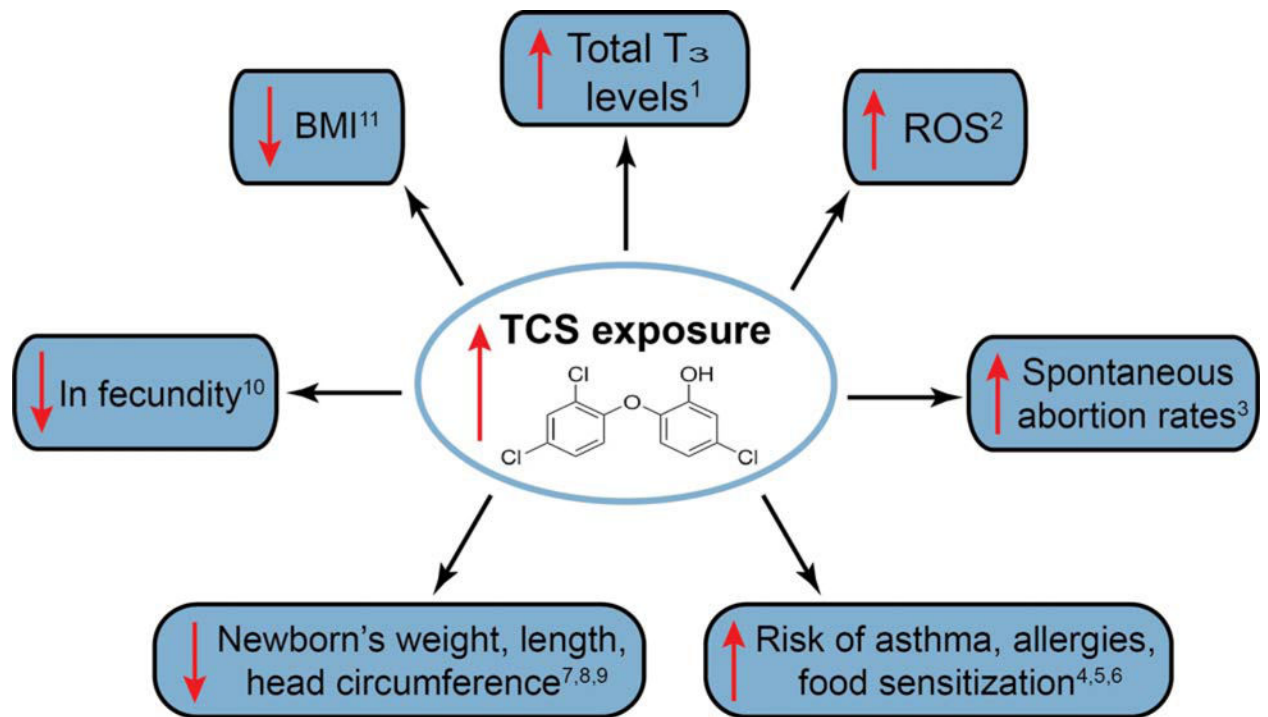 Total T₃
levels¹
BMI¹¹
ROS²
TCS exposure
Cl
OH
O
Cl
Cl
In fecundity¹⁰
Spontaneous
abortion rates³
Newborn’s weight, length,
head circumference⁷,⁸,⁹
Risk of asthma, allergies,
food sensitization⁴,⁵,⁶